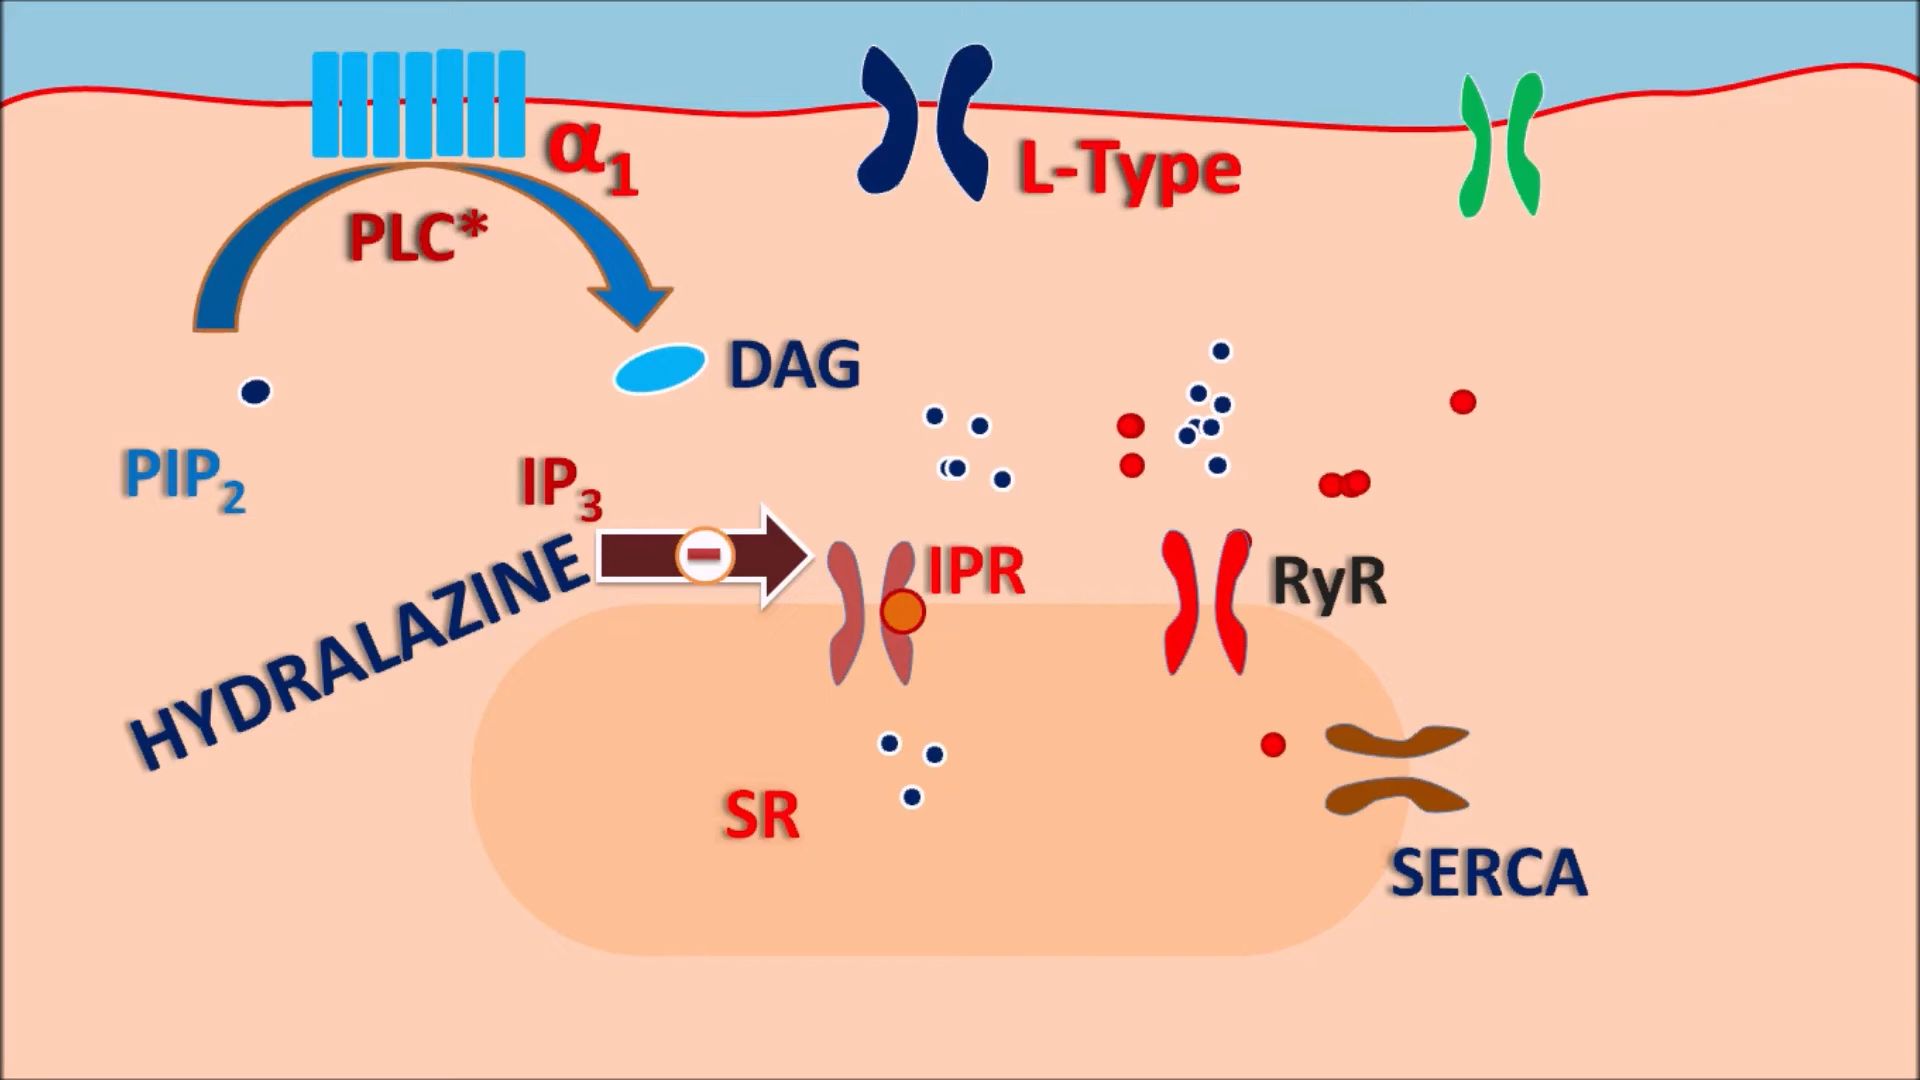 α₁
L-Type
PLC*
DAG
PIP₂
IP₃
HYDRALAZINE
IPR
RyR
SR
SERCA